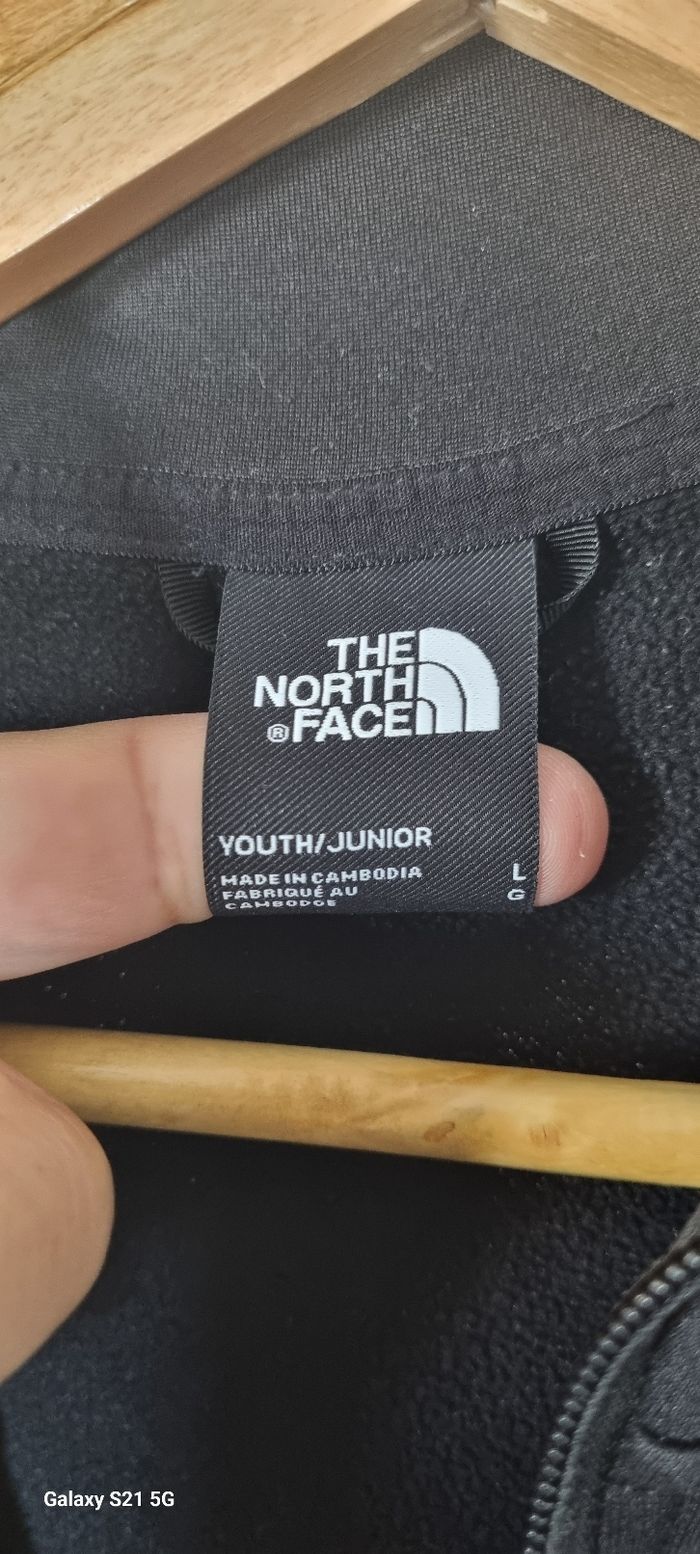 THE
NORTH
® FACE
YOUTH/JUNIOR
MADE IN CAMBODIA L
FABRIQUÉ AU G
CAMBODGE
Galaxy S21 5G